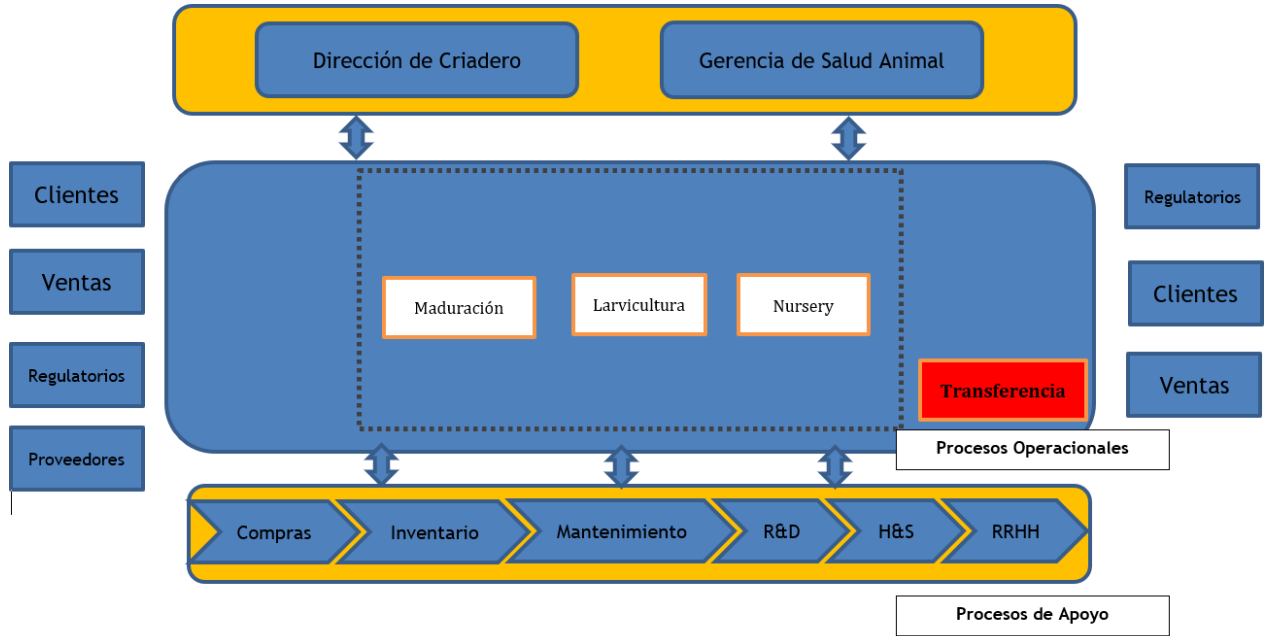 Dirección de Criadero
Gerencia de Salud Animal
Clientes
Ventas
Regulatorios
Proveedores
Maduración
Larvicultura
Nursery
Transferencia
Regulatorios
Clientes
Ventas
Procesos Operacionales
Compras
Inventario
Mantenimiento
R&D
H&S
RRHH
Procesos de Apoyo